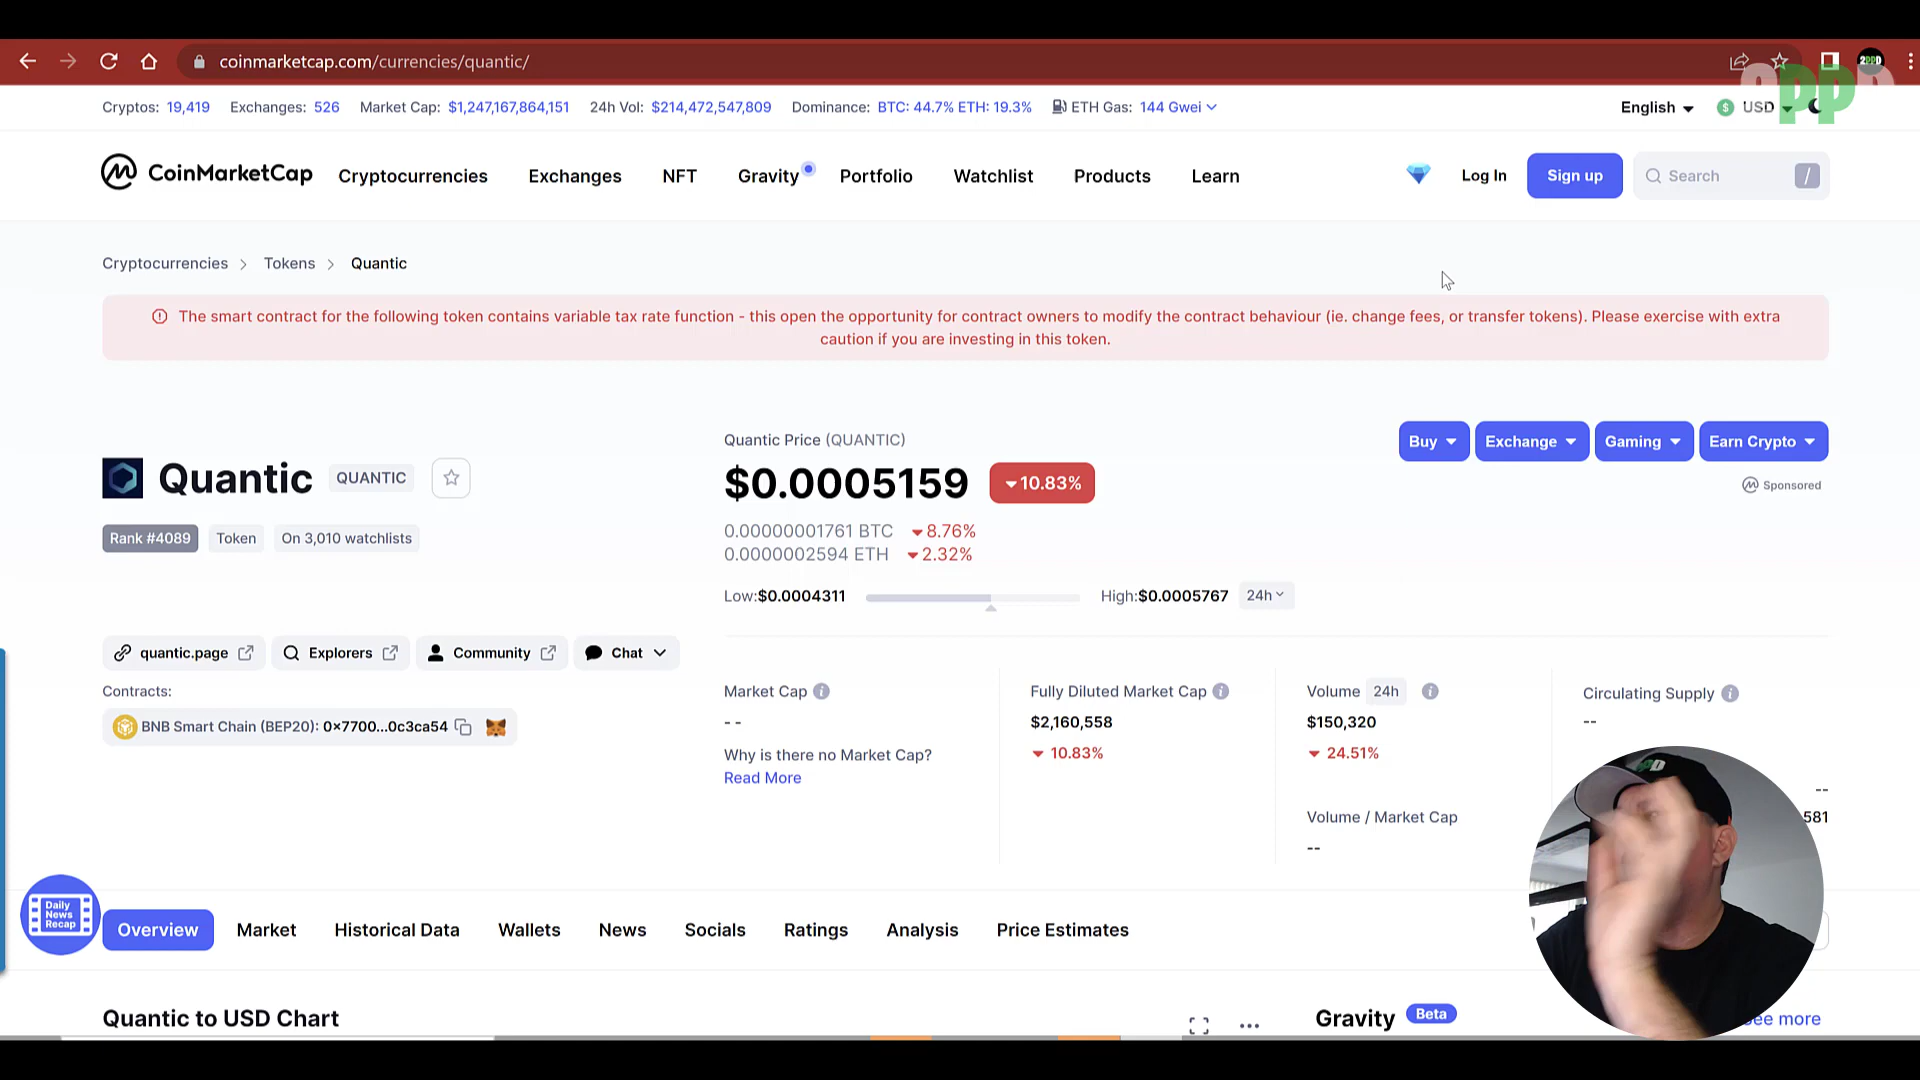 coinmarketcap.com/currencies/quantic/
2PPD
Cryptos: 19,419 Exchanges: 526 Market Cap: $1,247,167,864,151 24h Vol: $214,472,547,809 Dominance: BTC: 44.7% ETH: 19.3% ETH Gas: 144 Gwei English $ USD
CoinMarketCap Cryptocurrencies Exchanges NFT Gravity Portfolio Watchlist Products Learn Log In Sign up Search /
Cryptocurrencies > Tokens > Quantic
The smart contract for the following token contains variable tax rate function - this open the opportunity for contract owners to modify the contract behaviour (ie. change fees, or transfer tokens). Please exercise with extra
caution if you are investing in this token.
Quantic QUANTIC
Rank #4089 Token On 3,010 watchlists
quantic.page Explorers Community Chat
Contracts:
BNB Smart Chain (BEP20): 0x7700...0c3ca54
Quantic Price (QUANTIC)
$0.0005159 10.83%
0.00000001761 BTC 8.76%
0.0000002594 ETH 2.32%
Low:$0.0004311 High:$0.0005767 24h
Buy Exchange Gaming Earn Crypto
Sponsored
Market Cap
- -
Why is there no Market Cap?
Read More
Fully Diluted Market Cap
$2,160,558
10.83%
Volume 24h
$150,320
24.51%
Volume / Market Cap
--
Circulating Supply
--
--
581
Daily
News
Recap
Overview Market Historical Data Wallets News Socials Ratings Analysis Price Estimates
Quantic to USD Chart
Gravity Beta
see more